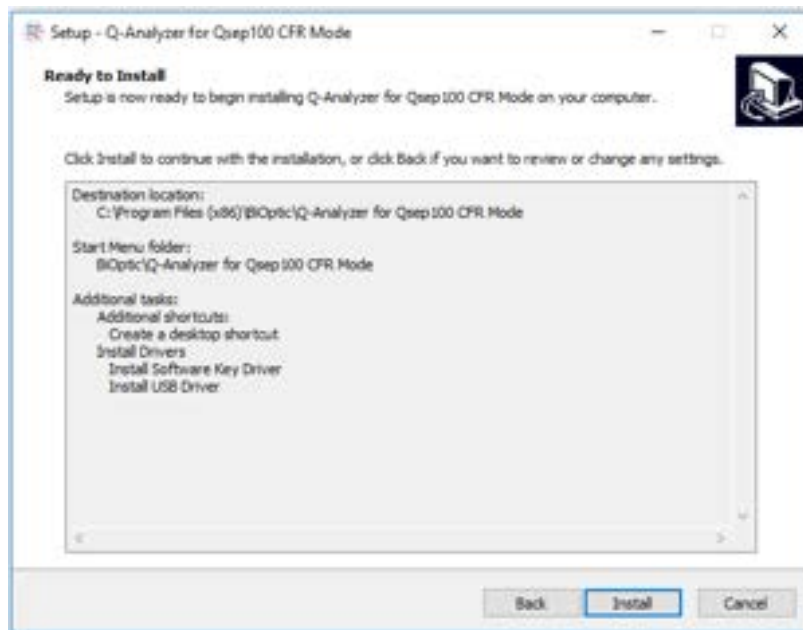 Setup - Q-Analyzer for Qsep100 CFR Mode
Ready to Install
Setup is now ready to begin installing Q-Analyzer for Qsep100 CFR Mode on your computer.
Click Install to continue with the installation, or click Back if you want to review or change any settings.
Destination location:
C:\Program Files (x86)\BiOptic\Q-Analyzer for Qsep100 CFR Mode
Start Menu folder:
BiOptic\Q-Analyzer for Qsep100 CFR Mode
Additional tasks:
Additional shortcuts:
Create a desktop shortcut
Install Drivers
Install Software Key Driver
Install USB Driver
Back
Install
Cancel